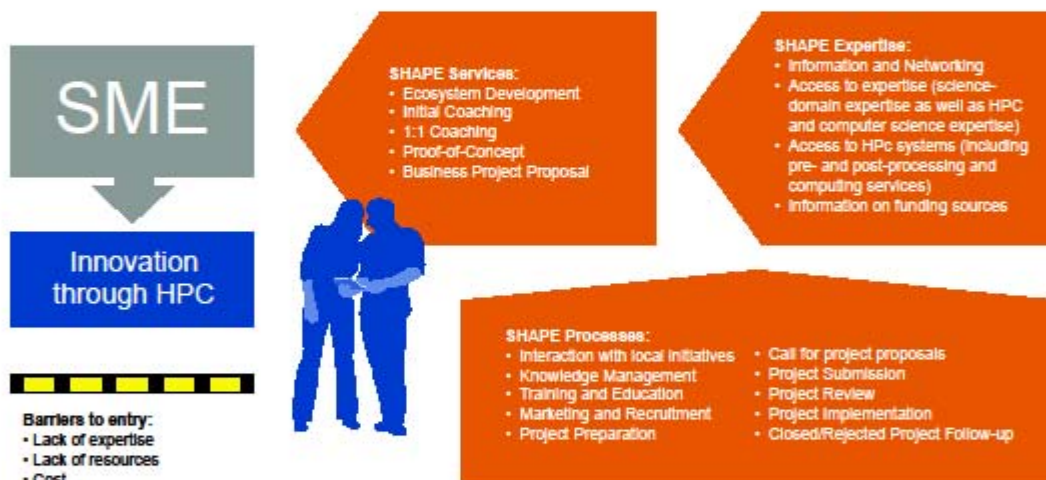 SME
Innovation
through HPC
Barriers to entry:
• Lack of expertise
• Lack of resources
• Cost
SHAPE Services:
• Ecosystem Development
• Initial Coaching
• 1:1 Coaching
• Proof-of-Concept
• Business Project Proposal
SHAPE Expertise:
• Information and Networking
• Access to expertise (science-
domain expertise as well as HPC
and computer science expertise)
• Access to HPc systems (including
pre- and post-processing and
computing services)
• Information on funding sources
SHAPE Processes:
• Interaction with local initiatives
• Knowledge Management
• Training and Education
• Marketing and Recruitment
• Project Preparation
• Call for project proposals
• Project Submission
• Project Review
• Project Implementation
• Closed/Rejected Project Follow-up